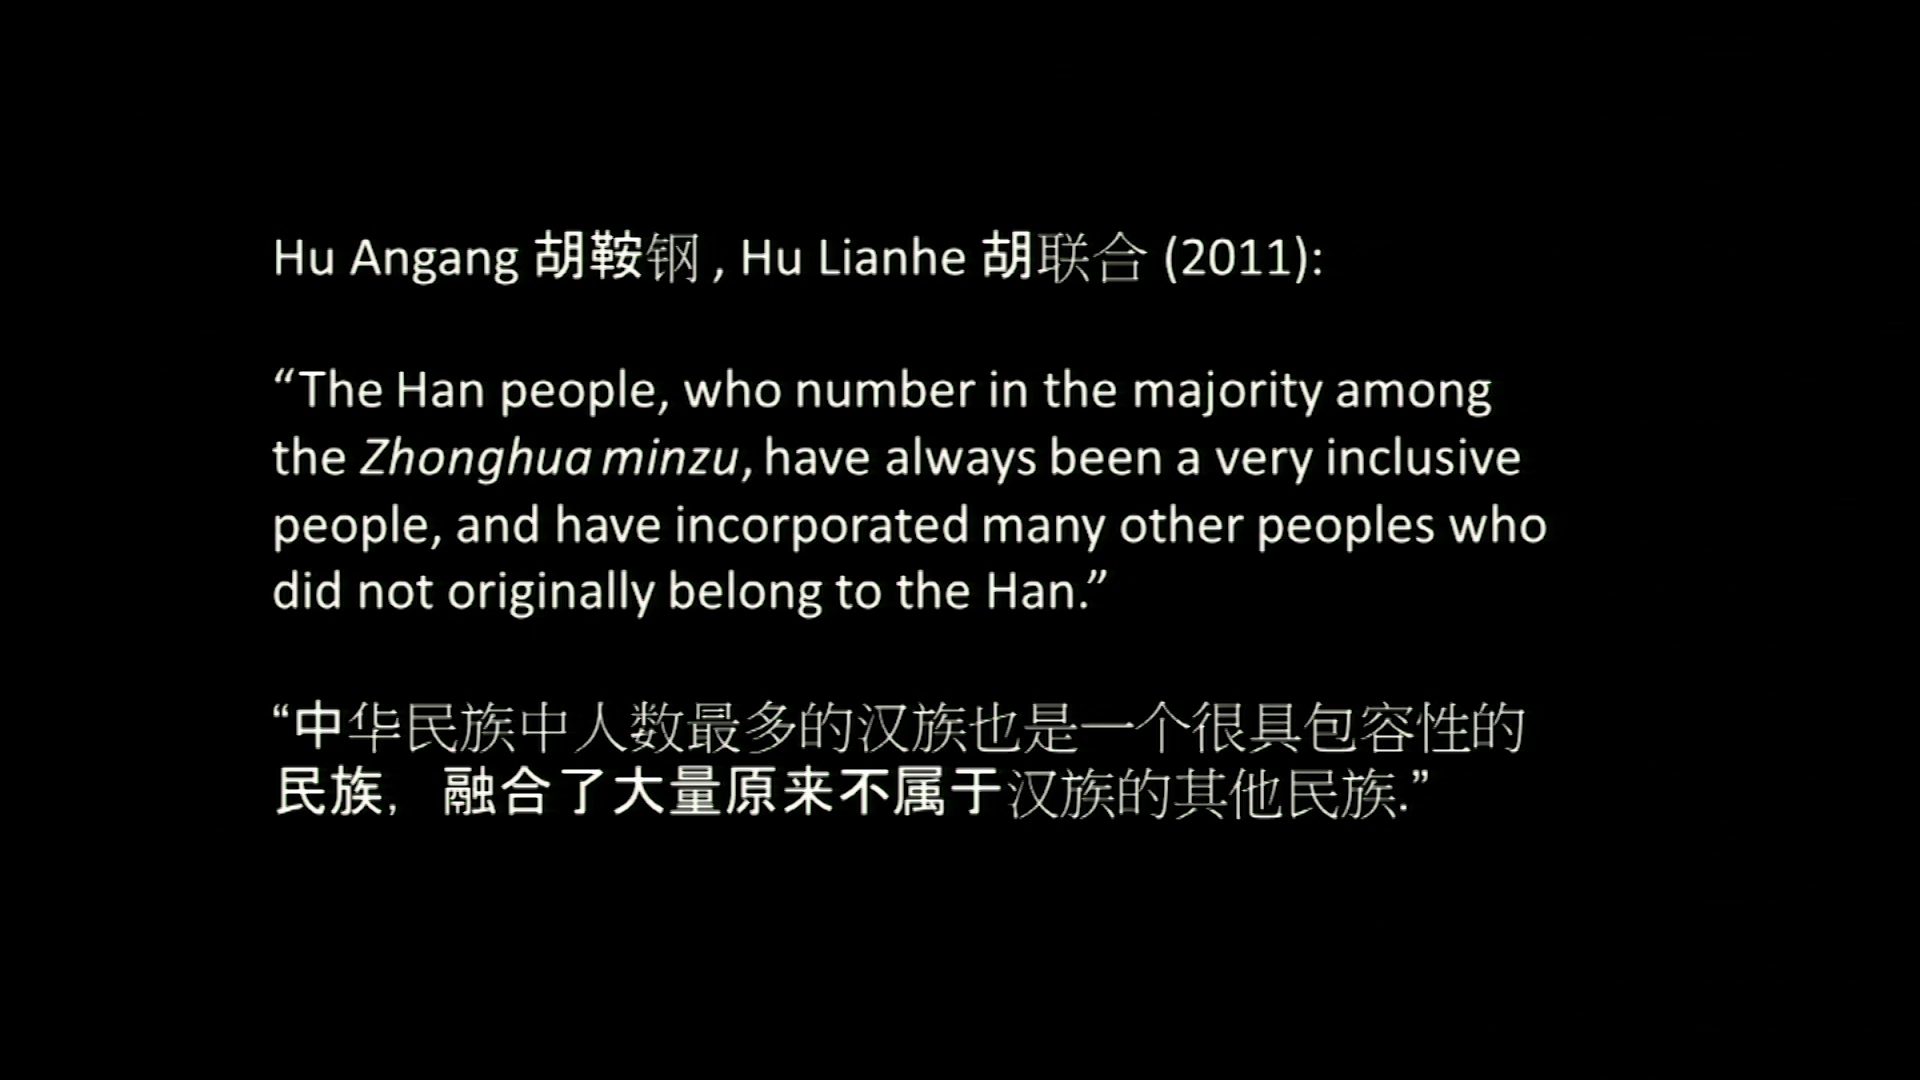 Hu Angang 胡鞍钢 , Hu Lianhe 胡联合 (2011):
“The Han people, who number in the majority among
the Zhonghua minzu, have always been a very inclusive
people, and have incorporated many other peoples who
did not originally belong to the Han.”
“中华民族中人数最多的汉族也是一个很具包容性的
民族， 融合了大量原来不属于汉族的其他民族.”